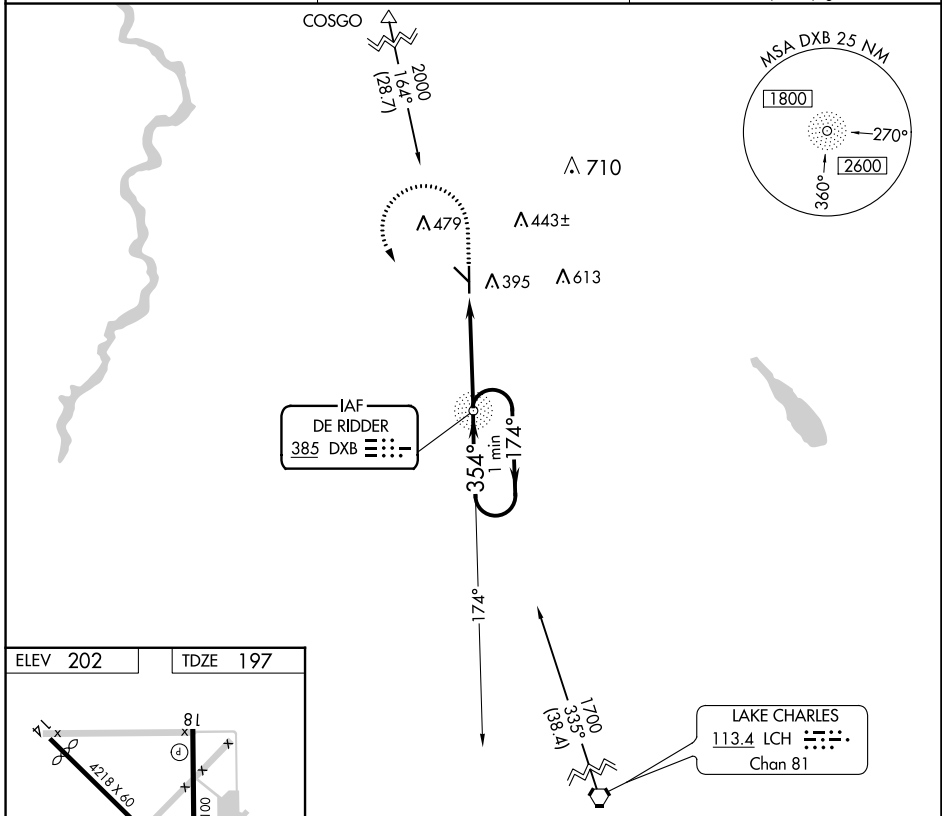 COSGO
2000
164°
(28.7)
MSA DXB 25 NM
1800
270°
2600
360°
710
479
443±
395
613
IAF
DE RIDDER
385 DXB
354°
1 min
174°
174°
1700
335°
(38.4)
LAKE CHARLES
113.4 LCH
Chan 81
ELEV 202
TDZE 197
14
18
P
4218 X 60
100